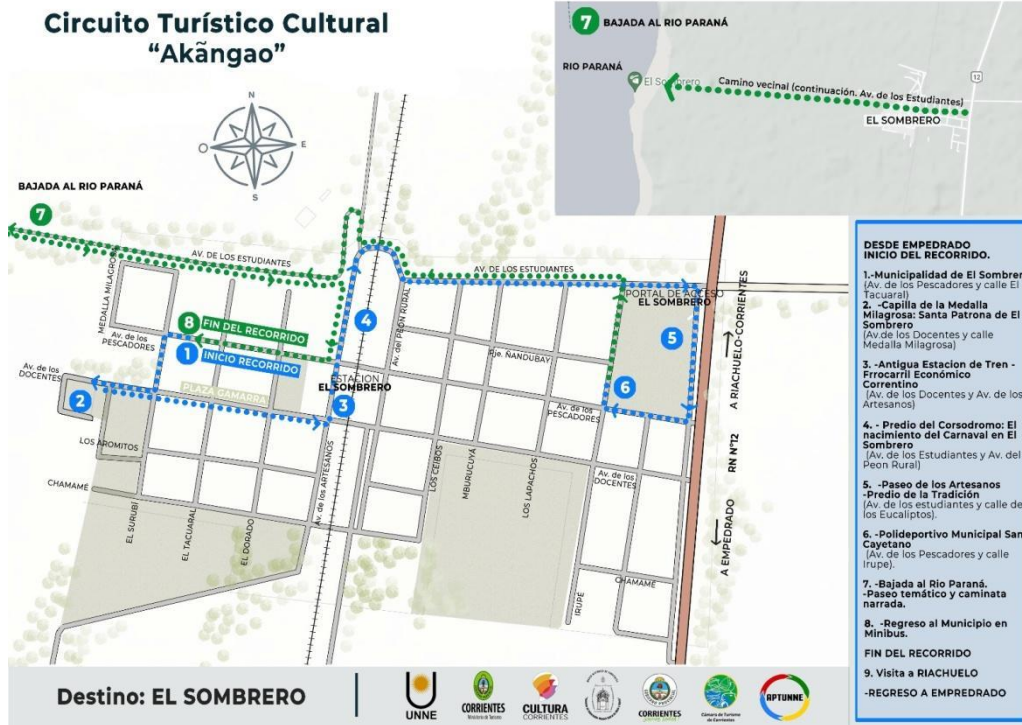 Circuito Turístico Cultural
“Akãngao”
7 BAJADA AL RIO PARANÁ
RIO PARANÁ
El Sombrero
Camino vecinal (continuación. Av. de los Estudiantes)
EL SOMBRERO
12
N
O
E
S
BAJADA AL RIO PARANÁ
7
AV. DE LOS ESTUDIANTES
AV. DE LOS ESTUDIANTES
MEDALLA MILAGROSA
Av. del PEON RURAL
PORTAL DE ACCESO
EL SOMBRERO
4
5
8 FIN DEL RECORRIDO
1 INICIO RECORRIDO
Av. de los
PESCADORES
Pje. ÑANDUBAY
Av. de los
DOCENTES
2
PLAZA GAMARRA
ESTACION
EL SOMBRERO
3
6
Av. de los
PESCADORES
A RIACHUELO-CORRIENTES
RN N°12
A EMPEDRADO
LOS AROMITOS
CHAMAMÉ
EL SURUBÍ
EL TACUARAL
EL DORADO
Av. de los ARTESANOS
LOS CEIBOS
MBURUCUYÁ
LOS LAPACHOS
Av. de los
DOCENTES
IRUPÉ
CHAMAMÉ
DESDE EMPEDRADO
INICIO DEL RECORRIDO.
1.-Municipalidad de El Sombrer
(Av. de los Pescadores y calle El
Tacuaral)
2. -Capilla de la Medalla
Milagrosa: Santa Patrona de El
Sombrero
(Av.de los Docentes y calle
Medalla Milagrosa)
3. -Antigua Estacion de Tren -
Frrocarril Económico
Correntino
(Av. de los Docentes y Av. de los
Artesanos)
4. - Predio del Corsodromo: El
nacimiento del Carnaval en El
Sombrero
(Av. de los Estudiantes y Av. del
Peon Rural)
5. -Paseo de los Artesanos
-Predio de la Tradición
(Av. de los estudiantes y calle de
los Eucaliptos).
6. -Polideportivo Municipal San
Cayetano
(Av. de los Pescadores y calle
Irupe).
7. -Bajada al Rio Paraná.
-Paseo temático y caminata
narrada.
8. -Regreso al Municipio en
Minibus.
FIN DEL RECORRIDO
9. Visita a RIACHUELO
-REGRESO A EMPREDRADO
Destino: EL SOMBRERO
UNNE
CORRIENTES
Ministerio de Turismo
CULTURA
CORRIENTES
CORRIENTES
Cámara de Turismo
de Corrientes
APTUNNE